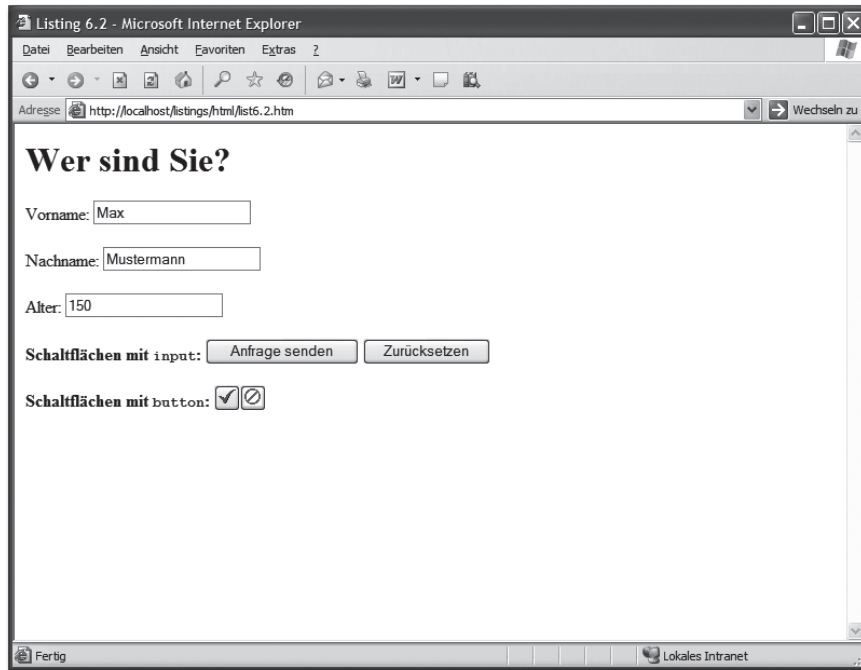 Listing 6.2 - Microsoft Internet Explorer
Datei Bearbeiten Ansicht Favoriten Extras ?
Adresse http://localhost/listings/html/list6.2.htm Wechseln zu
Wer sind Sie?
Vorname: Max
Nachname: Mustermann
Alter: 150
Schaltflächen mit input: Anfrage senden Zurücksetzen
Schaltflächen mit button:
Fertig Lokales Intranet